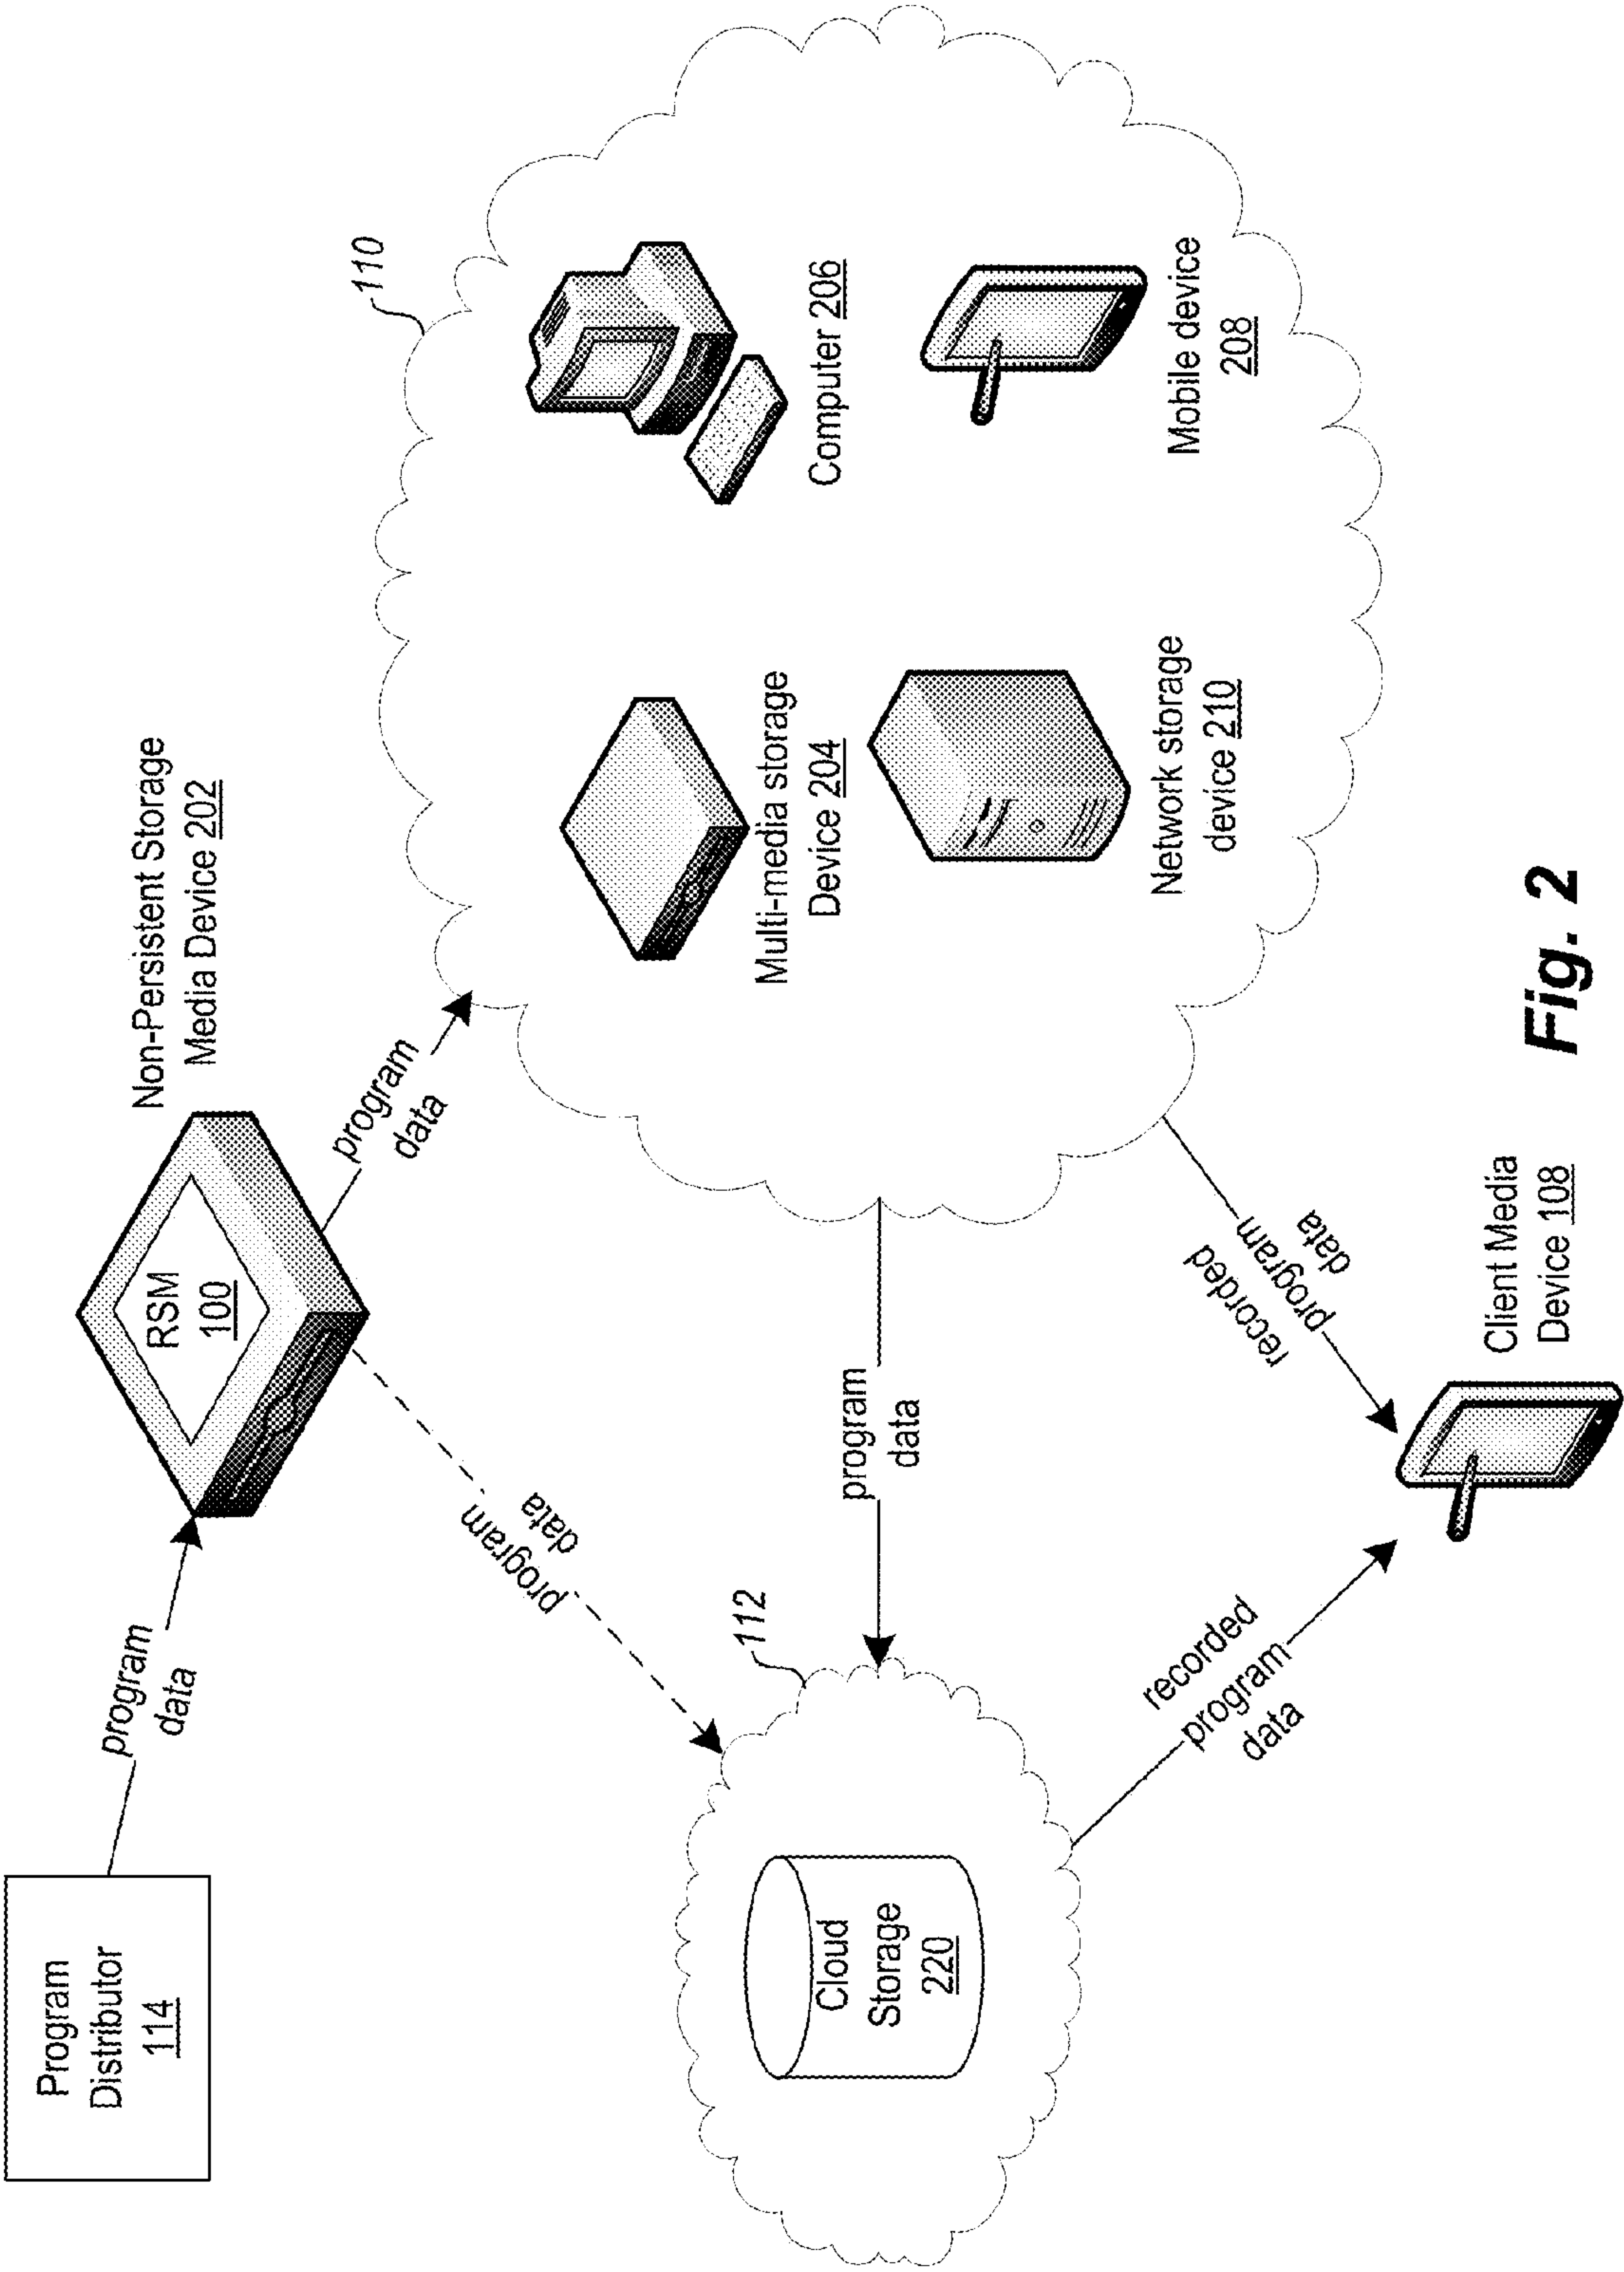 Program
Distributor
114
program
data
RSM
100
Non-Persistent Storage
Media Device 202
program
data
program
data
110
112
Cloud
Storage
220
program
data
Multi-media storage
Device 204
Computer 206
Network storage
device 210
Mobile device
208
recorded
program
data
recorded
program
data
Client Media
Device 108
Fig. 2